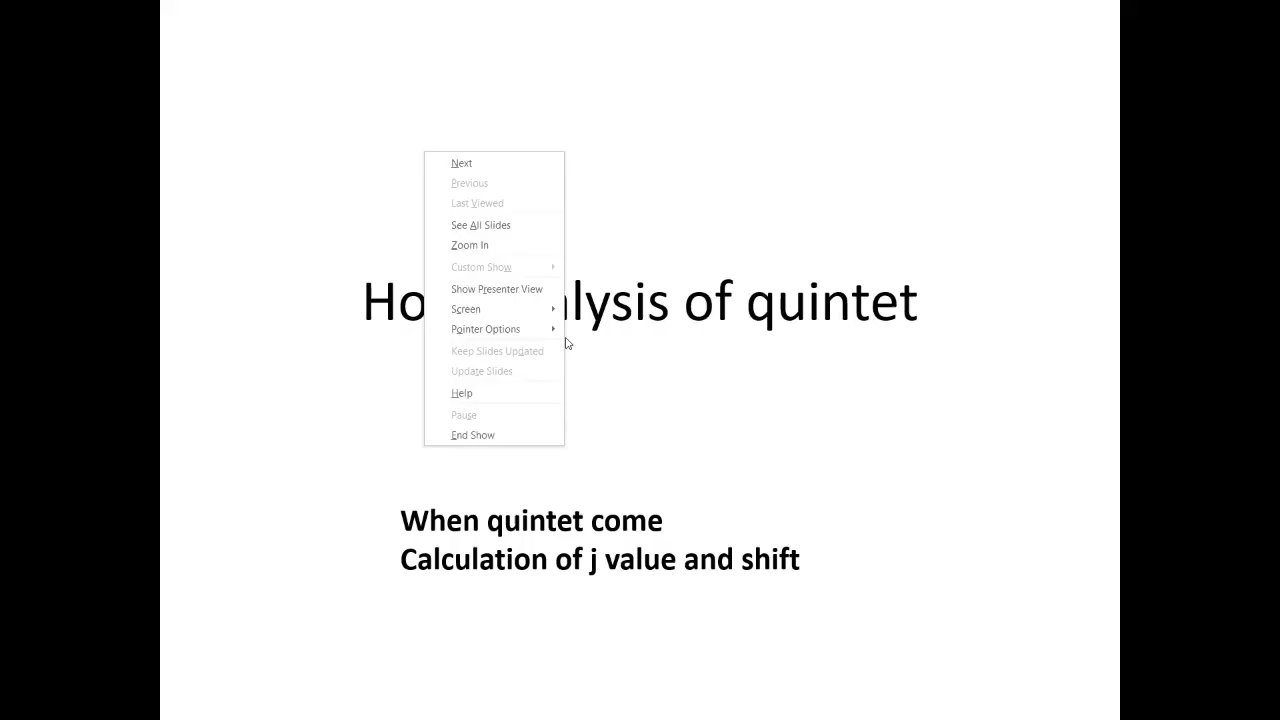 Next
Previous
Last Viewed
See All Slides
Zoom In
Custom Show
Ho alysis of quintet
Show Presenter View
Screen
Pointer Options
Keep Slides Updated
Update Slides
Help
Pause
End Show
When quintet come
Calculation of j value and shift